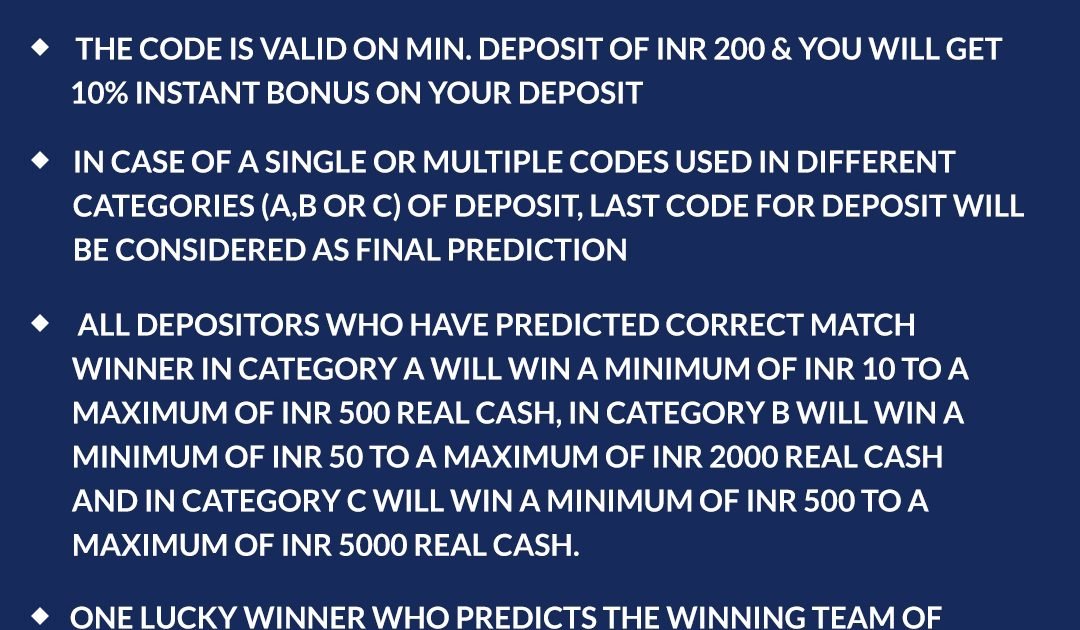 THE CODE IS VALID ON MIN. DEPOSIT OF INR 200 & YOU WILL GET
10% INSTANT BONUS ON YOUR DEPOSIT
IN CASE OF A SINGLE OR MULTIPLE CODES USED IN DIFFERENT
CATEGORIES (A,B OR C) OF DEPOSIT, LAST CODE FOR DEPOSIT WILL
BE CONSIDERED AS FINAL PREDICTION
ALL DEPOSITORS WHO HAVE PREDICTED CORRECT MATCH
WINNER IN CATEGORY A WILL WIN A MINIMUM OF INR 10 TO A
MAXIMUM OF INR 500 REAL CASH, IN CATEGORY B WILL WIN A
MINIMUM OF INR 50 TO A MAXIMUM OF INR 2000 REAL CASH
AND IN CATEGORY C WILL WIN A MINIMUM OF INR 500 TO A
MAXIMUM OF INR 5000 REAL CASH.
ONE LUCKY WINNER WHO PREDICTS THE WINNING TEAM OF